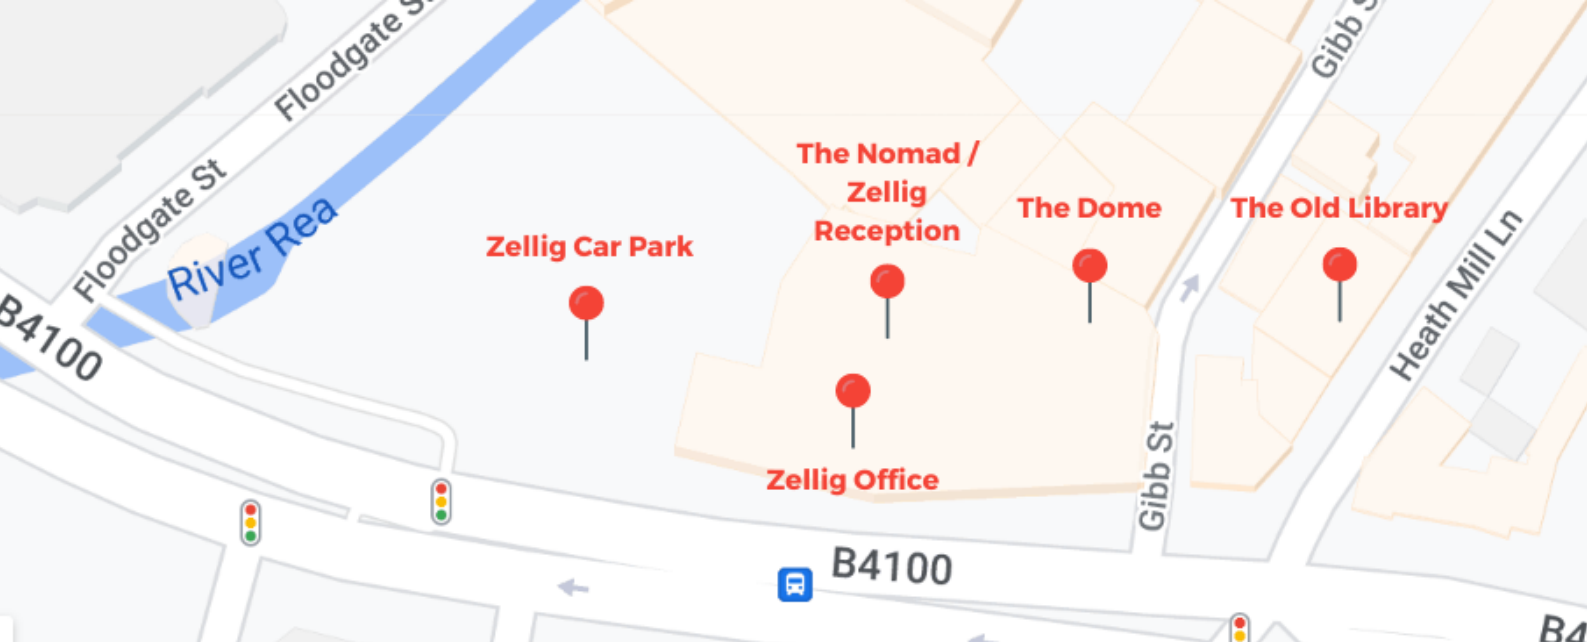 Floodgate St
Gibb S
The Nomad /
Zellig
Reception
Floodgate St
The Dome
The Old Library
River Rea
Zellig Car Park
Heath Mill Ln
B4100
Zellig Office
Gibb St
B4100
B4